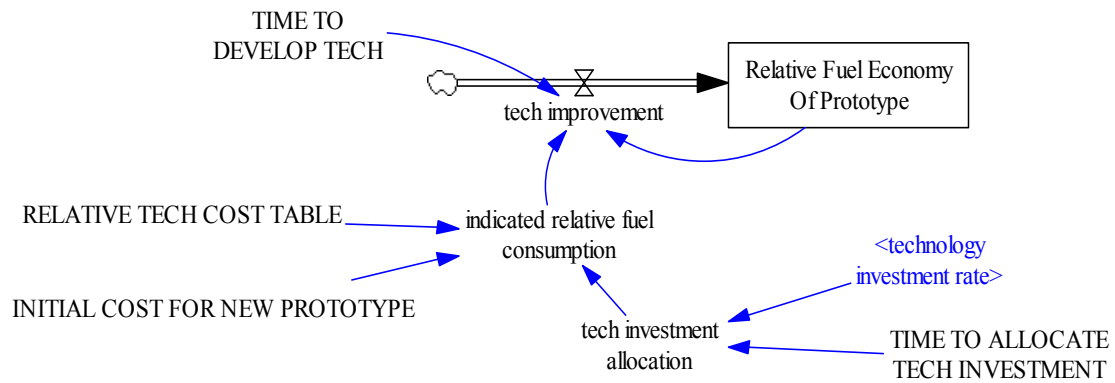 TIME TO
DEVELOP TECH
Relative Fuel Economy
Of Prototype
tech improvement
RELATIVE TECH COST TABLE
indicated relative fuel
consumption
<technology
investment rate>
INITIAL COST FOR NEW PROTOTYPE
tech investment
allocation
TIME TO ALLOCATE
TECH INVESTMENT